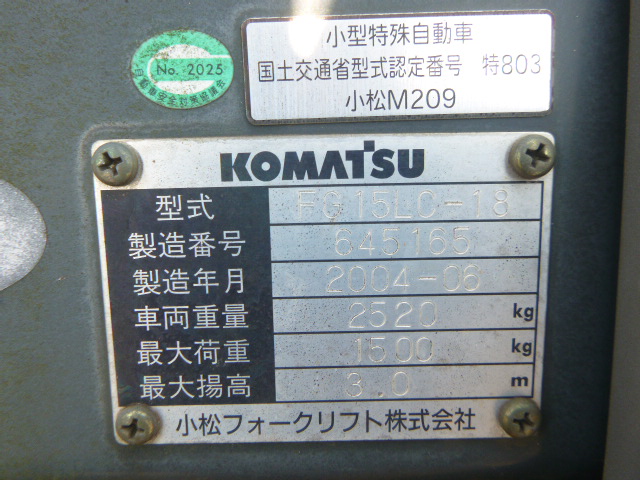 No. 2025
小型特殊自動車
国土交通省型式認定番号 特803
小松M209
KOMATSU
型式 FG15LC-18
製造番号 645165
製造年月 2004-06
車両重量 2520 kg
最大荷重 1500 kg
最大揚高 3.0 m
小松フォークリフト株式会社